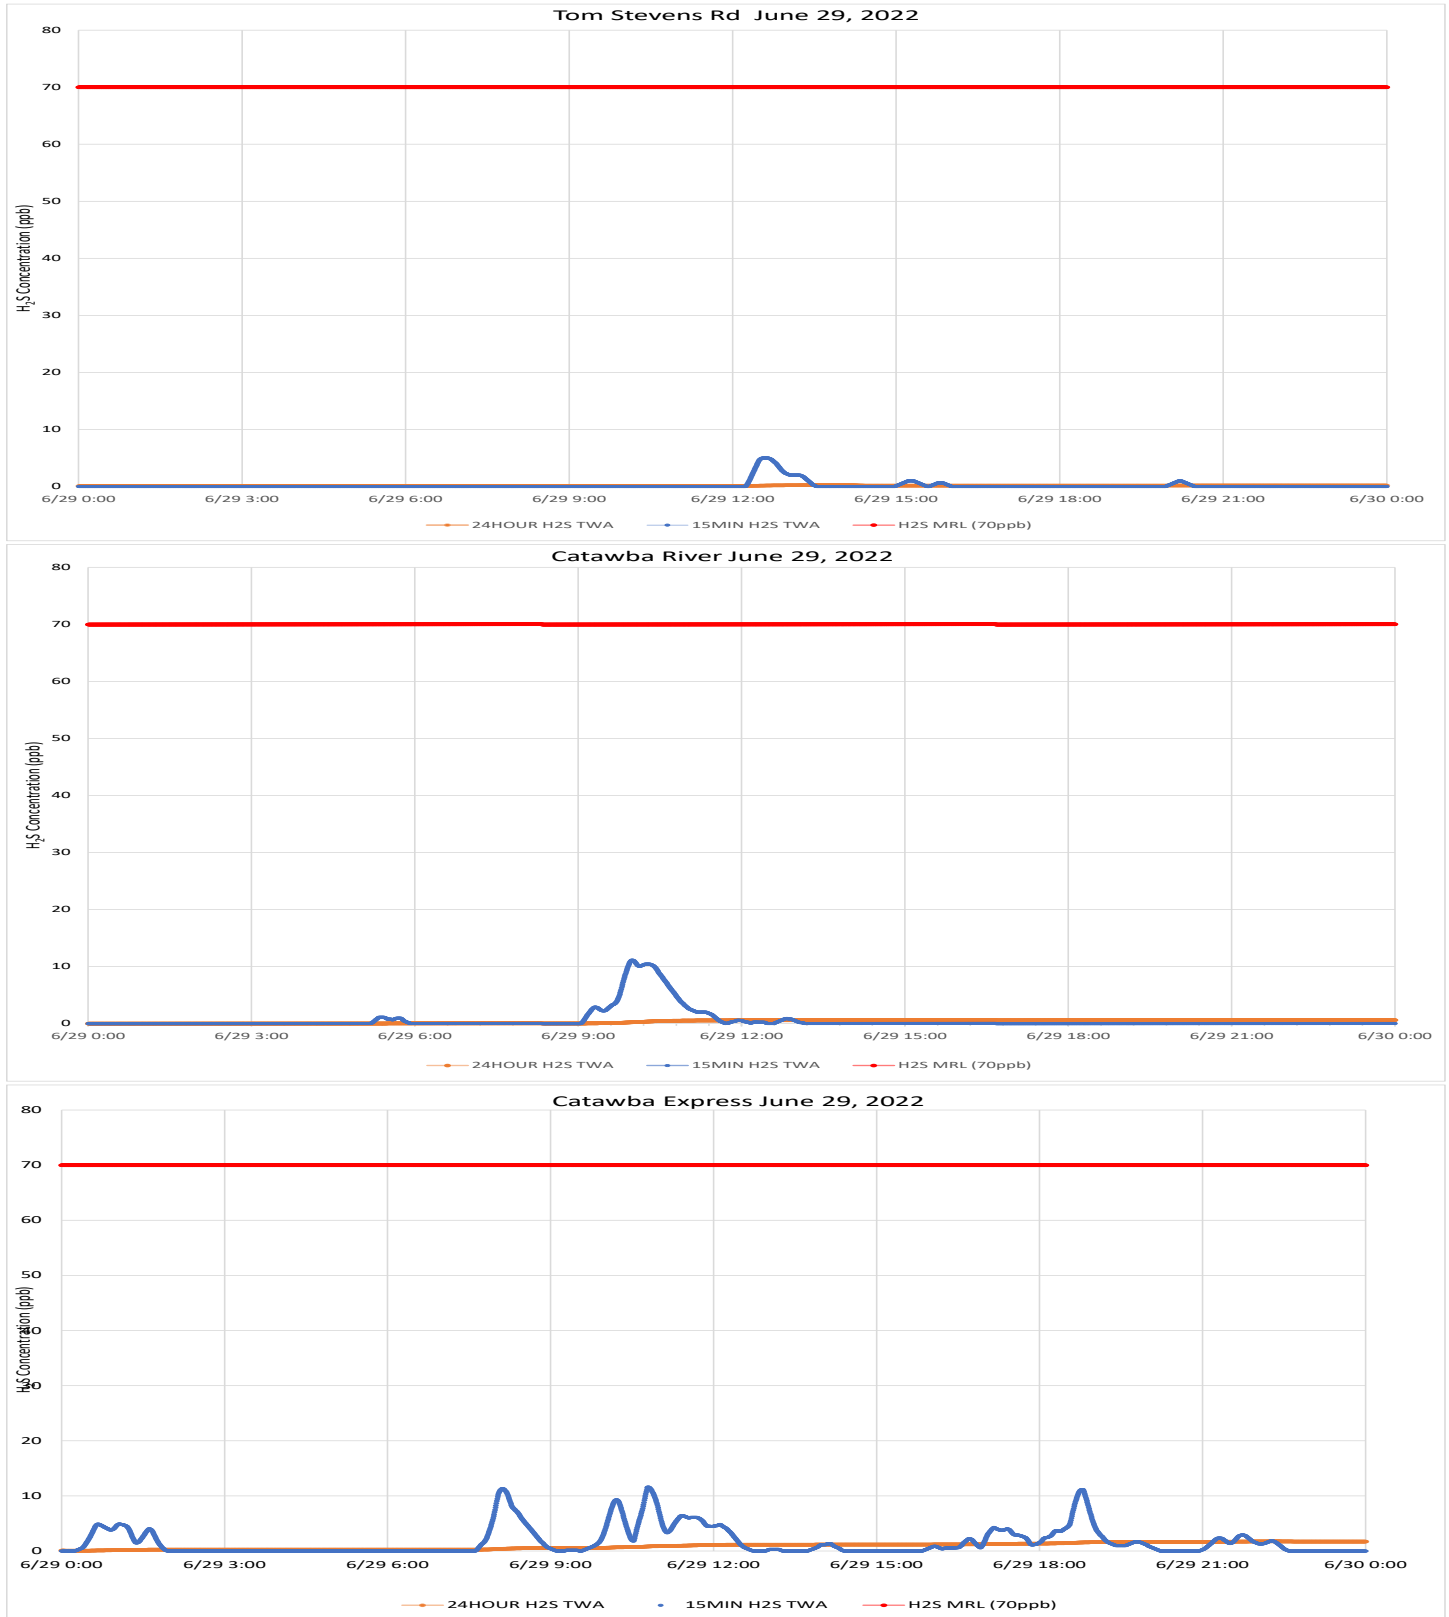 Tom Stevens Rd  June 29, 2022
80
70
60
50
40
30
20
10
0
H₂S Concentration (ppb)
6/29 0:00 6/29 3:00 6/29 6:00 6/29 9:00 6/29 12:00 6/29 15:00 6/29 18:00 6/29 21:00 6/30 0:00
24HOUR H2S TWA 15MIN H2S TWA H2S MRL (70ppb)
Catawba River June 29, 2022
80
70
60
50
40
30
20
10
0
H₂S Concentration (ppb)
6/29 0:00 6/29 3:00 6/29 6:00 6/29 9:00 6/29 12:00 6/29 15:00 6/29 18:00 6/29 21:00 6/30 0:00
24HOUR H2S TWA 15MIN H2S TWA H2S MRL (70ppb)
Catawba Express June 29, 2022
80
70
60
50
40
30
20
10
0
H₂S Concentration (ppb)
6/29 0:00 6/29 3:00 6/29 6:00 6/29 9:00 6/29 12:00 6/29 15:00 6/29 18:00 6/29 21:00 6/30 0:00
24HOUR H2S TWA 15MIN H2S TWA H2S MRL (70ppb)